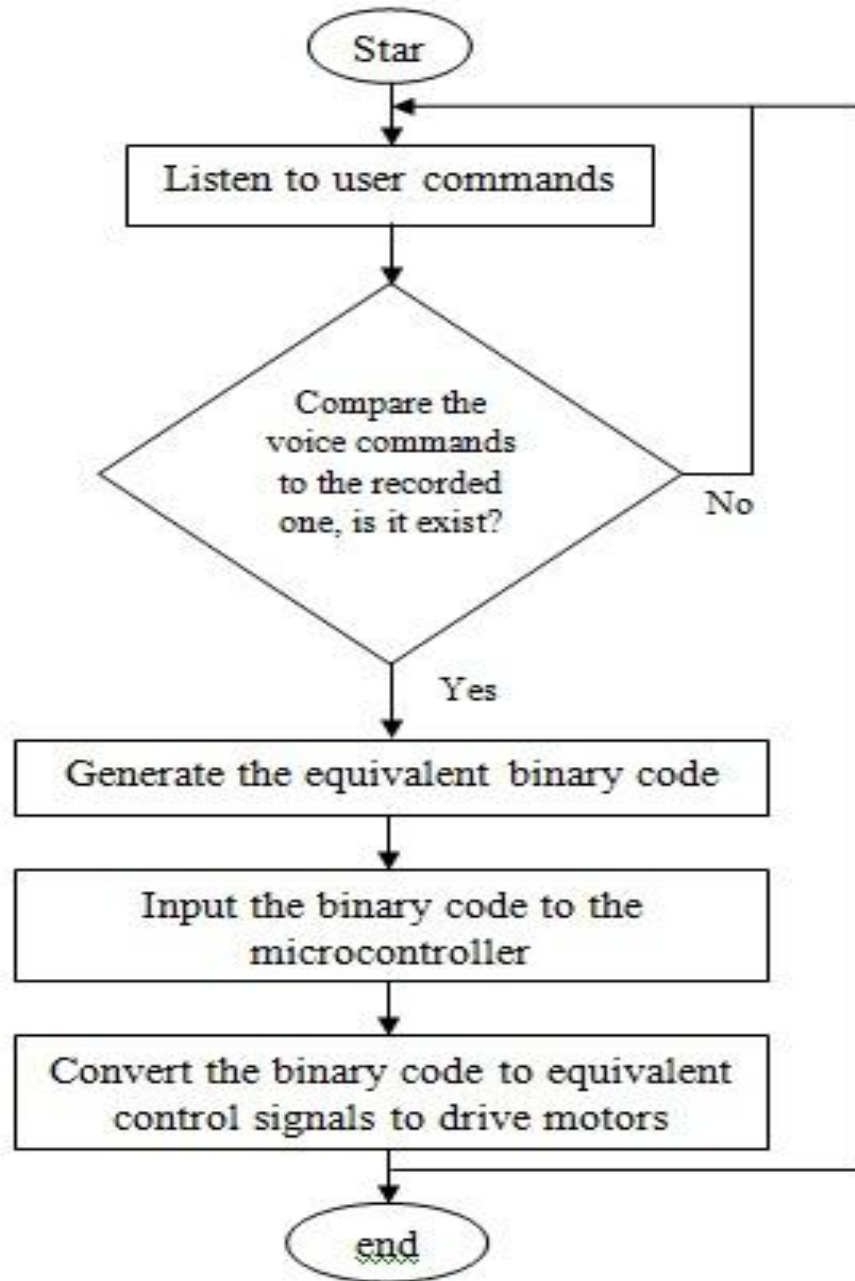 Star
Listen to user commands
Compare the
voice commands
to the recorded
one, is it exist?
No
Yes
Generate the equivalent binary code
Input the binary code to the
microcontroller
Convert the binary code to equivalent
control signals to drive motors
end